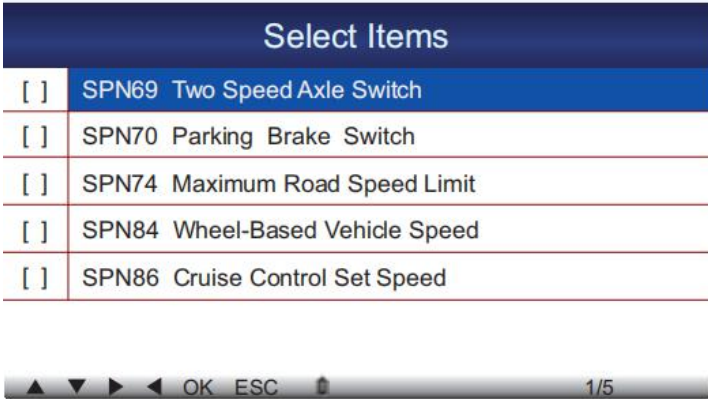 Select Items
[ ] SPN69 Two Speed Axle Switch
[ ] SPN70 Parking Brake Switch
[ ] SPN74 Maximum Road Speed Limit
[ ] SPN84 Wheel-Based Vehicle Speed
[ ] SPN86 Cruise Control Set Speed
▲ ▼ ▶ ◀ OK ESC 1/5